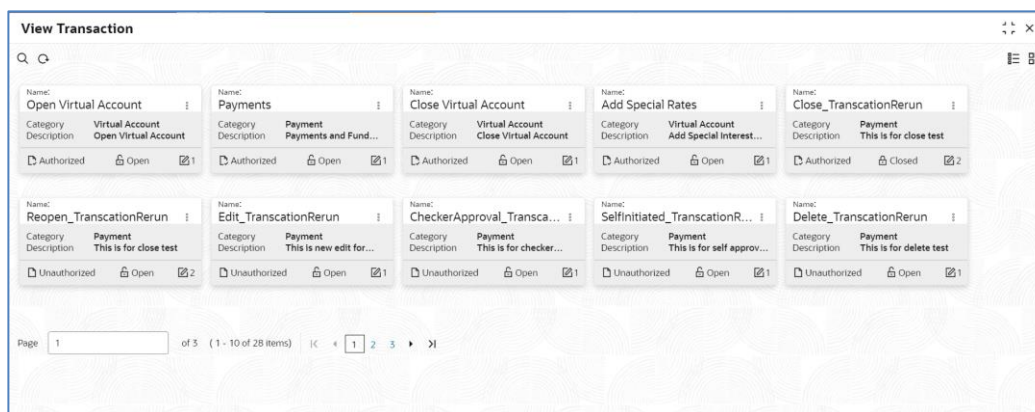 View Transaction
Name: Name: Name: Name: Name:
Open Virtual Account Payments Close Virtual Account Add Special Rates Close_TranscationRerun
Category Virtual Account Category Payment Category Virtual Account Category Virtual Account Category Payment
Description Open Virtual Account Description Payments and Fund... Description Close Virtual Account Description Add Special Interest... Description This is for close test
Authorized Open 1 Authorized Open 1 Authorized Open 1 Authorized Open 1 Authorized Closed 2
Name: Name: Name: Name: Name:
Reopen_TranscationRerun Edit_TranscationRerun CheckerApproval_Transca... SelfInitiated_TranscationR... Delete_TranscationRerun
Category Payment Category Payment Category Payment Category Payment Category Payment
Description This is for close test Description This is new edit for... Description This is for checker... Description This is for self approv... Description This is for delete test
Unauthorized Open 2 Unauthorized Open 1 Unauthorized Open 1 Unauthorized Open 1 Unauthorized Open 1
Page 1 of 3 (1 - 10 of 28 items) 1 2 3